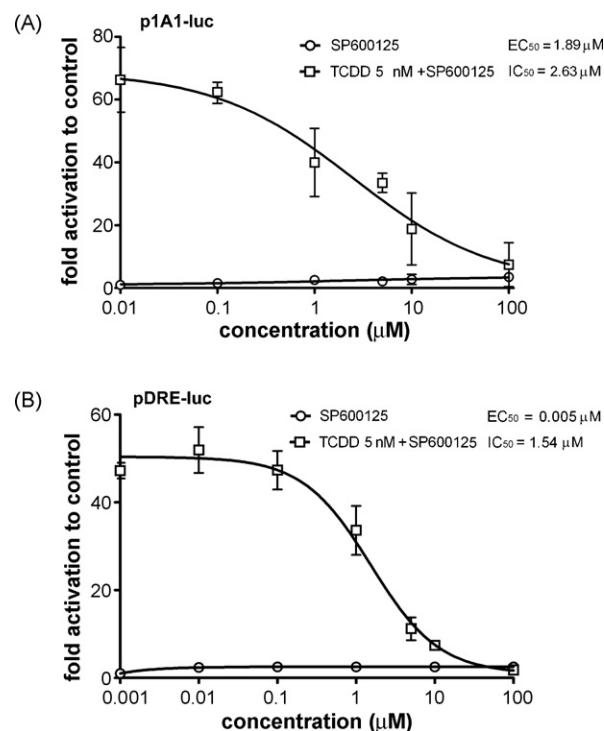 (A)
p1A1-luc
SP600125 EC50 = 1.89 μM
TCDD 5 nM +SP600125 IC50 = 2.63 μM
fold activation to control
80
60
40
20
0
0.01 0.1 1 10 100
concentration (μM)
(B)
pDRE-luc
SP600125 EC50 = 0.005 μM
TCDD 5 nM+SP600125 IC50 = 1.54 μM
fold activation to control
60
40
20
0
0.001 0.01 0.1 1 10 100
concentration (μM)